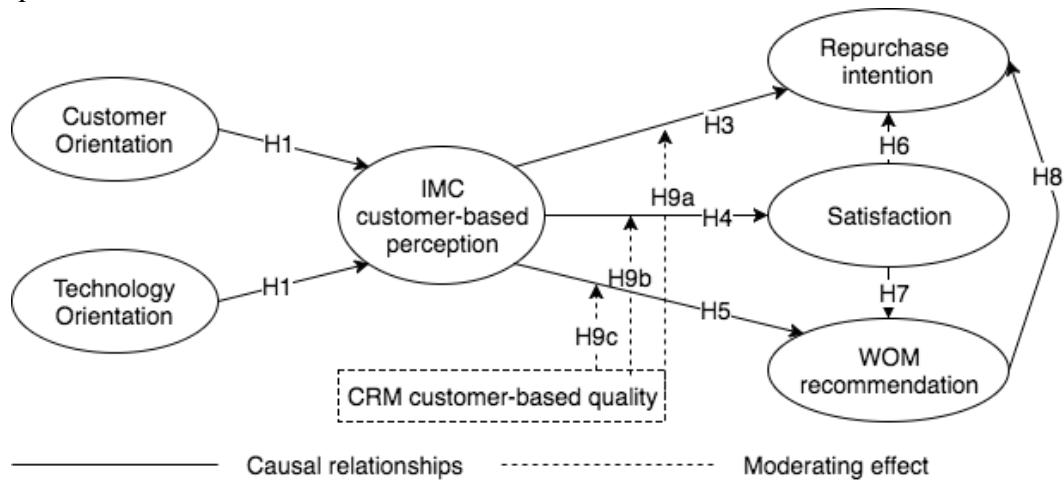 Customer
Orientation
H1
Technology
Orientation
H1
IMC
customer-based
perception
H3
H9a
H4
H9b
H5
H9c
CRM customer-based quality
Repurchase
intention
H6
Satisfaction
H7
WOM
recommendation
H8
Causal relationships
Moderating effect